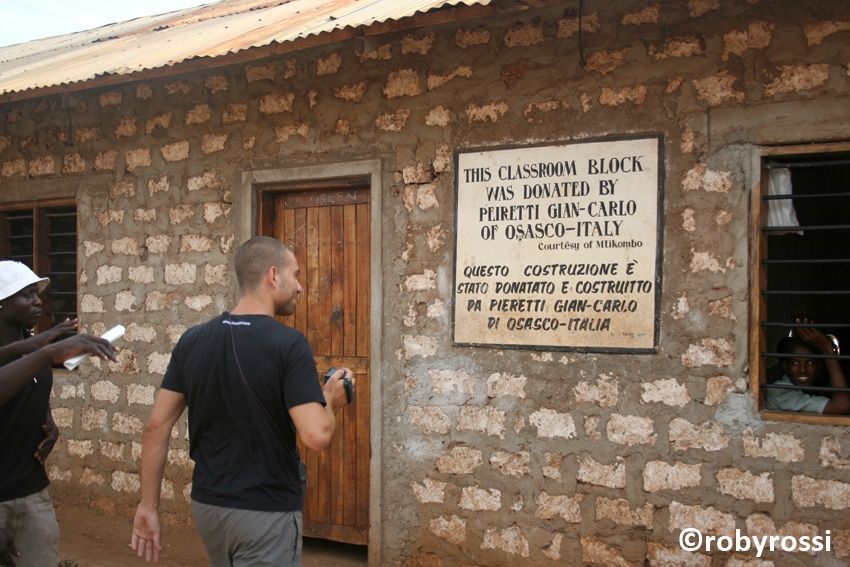 THIS CLASSROOM BLOCK
WAS DONATED BY
PEIRETTI GIAN-CARLO
OF OSASCO-ITALY
Courtesy of Mtikombo
QUESTO COSTRUZIONE È
STATO DONATATO E COSTRUITTO
DA PIERETTI GIAN-CARLO
DI OSASCO-ITALIA
©robyrossi